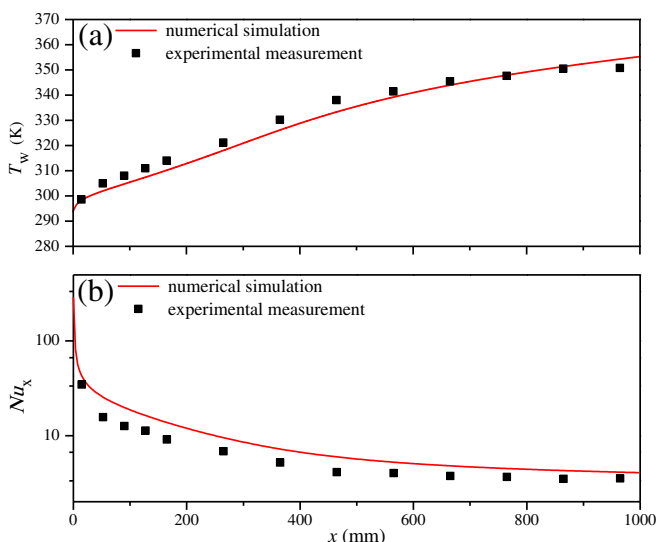 370
360
350
340
330
320
310
300
290
280
T_w (K)
(a)
numerical simulation
experimental measurement
(b)
numerical simulation
experimental measurement
100
10
Nu_x
0 200 400 600 800 1000
x (mm)